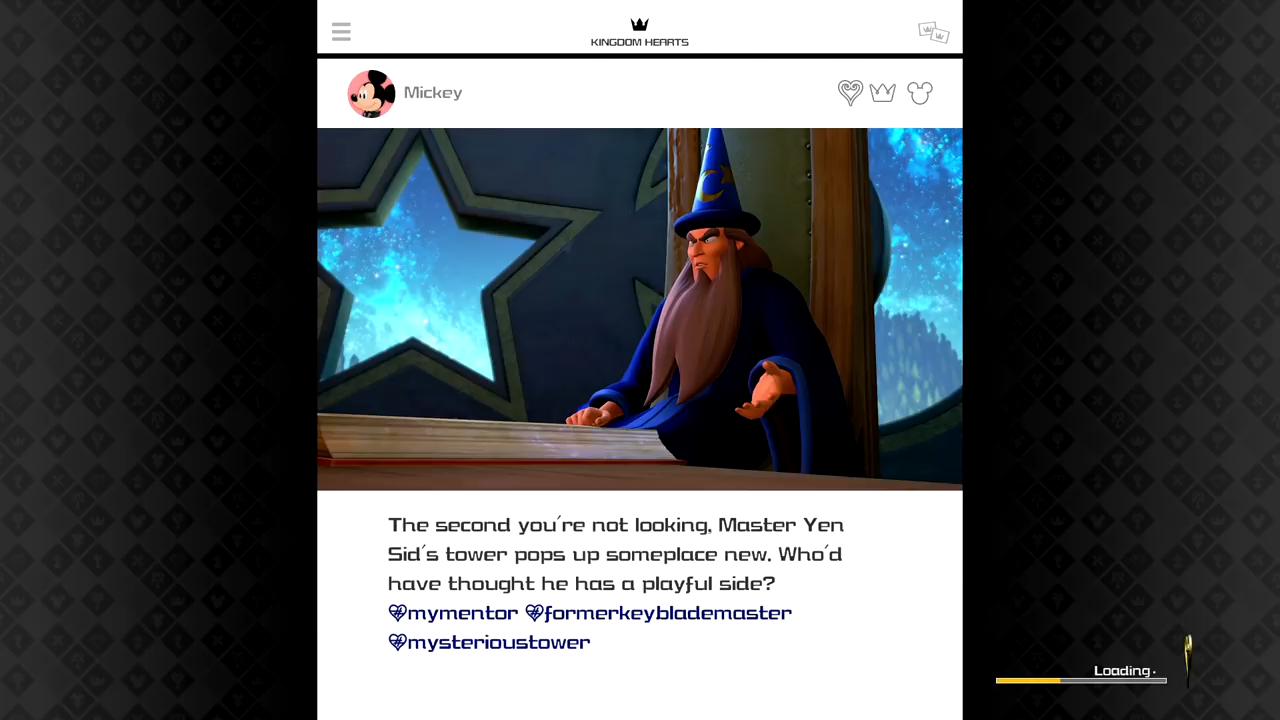 KINGDOM HEARTS
Mickey
The second you're not looking, Master Yen
Sid's tower pops up someplace new. Who'd
have thought he has a playful side?
#mymentor #formerkeyblademaster
#mysterioustower
Loading.